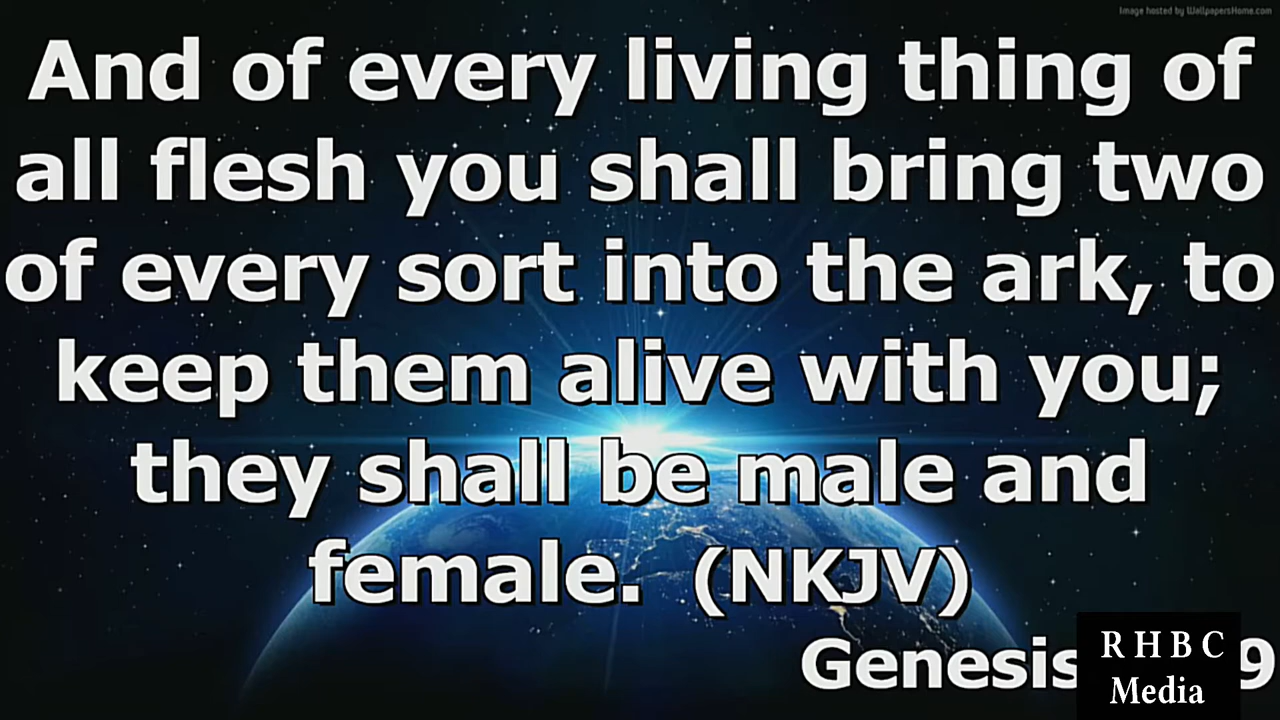 Image hosted by WallpapersHome.com
And of every living thing of
all flesh you shall bring two
of every sort into the ark, to
keep them alive with you;
they shall be male and
female. (NKJV)
Genesis 9
R H B C
Media